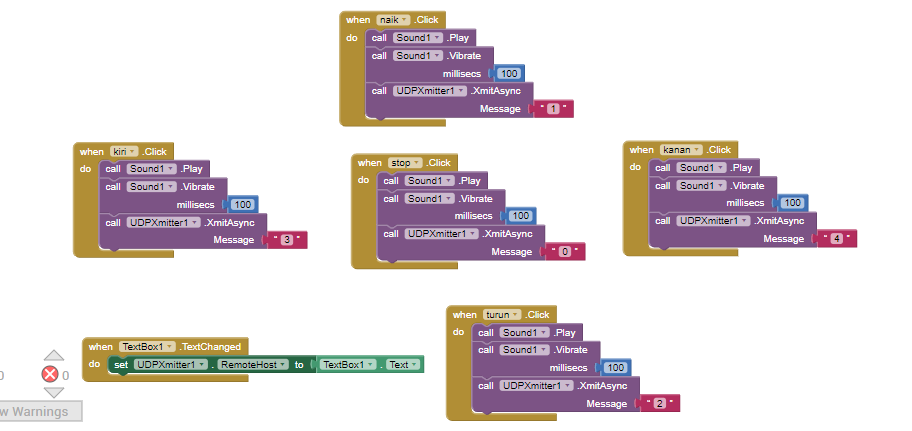 when naik .Click
do call Sound1 .Play
call Sound1 .Vibrate
millisecs 100
call UDPXmitter1 .XmitAsync
Message " 1 "
when kiri .Click
do call Sound1 .Play
call Sound1 .Vibrate
millisecs 100
call UDPXmitter1 .XmitAsync
Message " 3 "
when stop .Click
do call Sound1 .Play
call Sound1 .Vibrate
millisecs 100
call UDPXmitter1 .XmitAsync
Message " 0 "
when kanan .Click
do call Sound1 .Play
call Sound1 .Vibrate
millisecs 100
call UDPXmitter1 .XmitAsync
Message " 4 "
when TextBox1 .TextChanged
do set UDPXmitter1 . RemoteHost to TextBox1 . Text
when turun .Click
do call Sound1 .Play
call Sound1 .Vibrate
millisecs 100
call UDPXmitter1 .XmitAsync
Message " 2 "
0 0
w Warnings